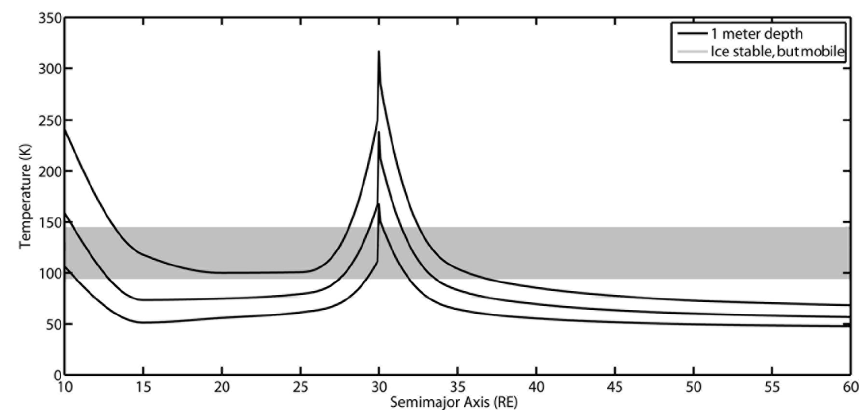 350
300
250
200
150
100
50
0
Temperature (K)
1 meter depth
Ice stable, but mobile
10 15 20 25 30 35 40 45 50 55 60
Semimajor Axis (RE)